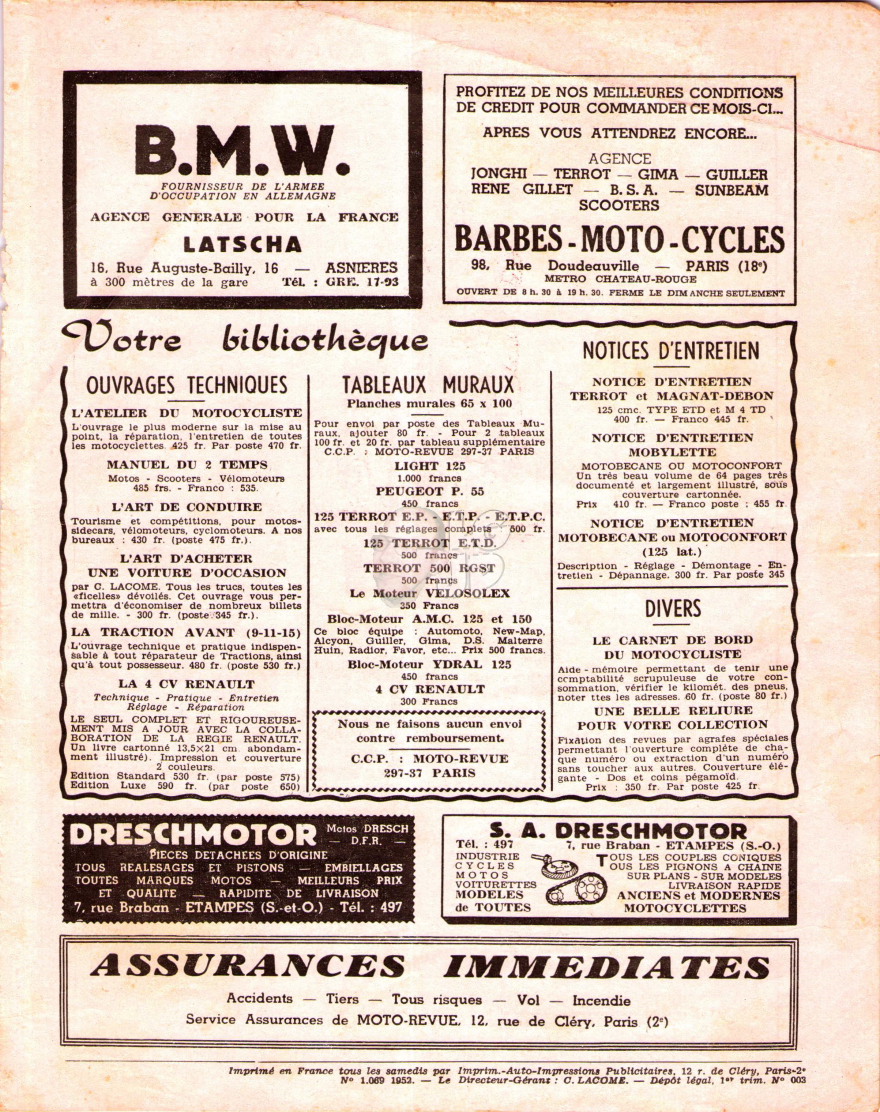 B.M.W.
FOURNISSEUR DE L'ARMEE
D'OCCUPATION EN ALLEMAGNE
AGENCE GENERALE POUR LA FRANCE
LATSCHA
16, Rue Auguste-Bailly, 16 — ASNIERES
à 300 mètres de la gare Tél. : GRE. 17-93
PROFITEZ DE NOS MEILLEURES CONDITIONS
DE CREDIT POUR COMMANDER CE MOIS-CI...
APRES VOUS ATTENDREZ ENCORE...
AGENCE
JONGHI — TERROT — GIMA — GUILLER
RENE GILLET — B.S.A. — SUNBEAM
SCOOTERS
BARBES-MOTO-CYCLES
98, Rue Doudeauville — PARIS (18e)
METRO CHATEAU-ROUGE
OUVERT DE 8 h. 30 à 19 h. 30. FERME LE DIMANCHE SEULEMENT
Votre bibliothèque
OUVRAGES TECHNIQUES
L'ATELIER DU MOTOCYCLISTE
L'ouvrage le plus moderne sur la mise au
point, la réparation, l'entretien de toutes
les motocyclettes. 425 fr. Par poste 470 fr.
MANUEL DU 2 TEMPS
Motos - Scooters - Vélomoteurs
485 frs. - Franco : 535.
L'ART DE CONDUIRE
Tourisme et compétitions, pour motos-
sidecars, vélomoteurs, cyclomoteurs. A nos
bureaux : 430 fr. (poste 475 fr.).
L'ART D'ACHETER
UNE VOITURE D'OCCASION
par C. LACOME. Tous les trucs, toutes les
«ficelles» dévoilés. Cet ouvrage vous per-
mettra d'économiser de nombreux billets
de mille. - 300 fr. (poste 345 fr.).
LA TRACTION AVANT (9-11-15)
L'ouvrage technique et pratique indispen-
sable à tout réparateur de Tractions, ainsi
qu'à tout possesseur. 480 fr. (poste 530 fr.)
LA 4 CV RENAULT
Technique - Pratique - Entretien
Réglage - Réparation
LE SEUL COMPLET ET RIGOUREUSE-
MENT MIS A JOUR AVEC LA COLLA-
BORATION DE LA REGIE RENAULT.
Un livre cartonné 13,5×21 cm. abondam-
ment illustré). Impression et couverture
2 couleurs.
Edition Standard 530 fr. (par poste 575)
Edition Luxe 590 fr. (par poste 650)
TABLEAUX MURAUX
Planches murales 65 x 100
Pour envoi par poste des Tableaux Mu-
raux, ajouter 80 fr. - Pour 2 tableaux
100 fr. et 20 fr. par tableau supplémentaire
C.C.P. : MOTO-REVUE 297-37 PARIS
LIGHT 125
1.000 francs
PEUGEOT P. 55
450 francs
125 TERROT E.P. - E.T.P. - E.T.P.C.
avec tous les réglages complets 500 fr.
125 TERROT E.T.D.
500 francs
TERROT 500 RGST
500 francs
Le Moteur VELOSOLEX
350 Francs
Bloc-Moteur A.M.C. 125 et 150
Ce bloc équipe : Automoto, New-Map,
Alcyon, Guiller, Gima, D.S. Malterre
Huin, Radior, Favor, etc... Prix 500 francs.
Bloc-Moteur YDRAL 125
450 francs
4 CV RENAULT
300 Francs
Nous ne faisons aucun envoi
contre remboursement.
C.C.P. : MOTO-REVUE
297-37 PARIS
NOTICES D'ENTRETIEN
NOTICE D'ENTRETIEN
TERROT et MAGNAT-DEBON
125 cmc. TYPE ETD et M 4 TD
400 fr. — Franco 445 fr.
NOTICE D'ENTRETIEN
MOBYLETTE
MOTOBECANE OU MOTOCONFORT
Un très beau volume de 64 pages très
documenté et largement illustré, sous
couverture cartonnée.
Prix 410 fr. — Franco poste : 455 fr.
NOTICE D'ENTRETIEN
MOTOBECANE ou MOTOCONFORT
(125 lat.)
Description - Réglage - Démontage - En-
tretien - Dépannage. 300 fr. Par poste 345
DIVERS
LE CARNET DE BORD
DU MOTOCYCLISTE
Aide - mémoire permettant de tenir une
comptabilité scrupuleuse de votre con-
sommation, vérifier le kilomét. des pneus,
noter ttes les adresses. 60 fr. (poste 80 fr.)
UNE BELLE RELIURE
POUR VOTRE COLLECTION
Fixation des revues par agrafes spéciales
permettant l'ouverture complète de cha-
que numéro ou extraction d'un numéro
sans toucher aux autres. Couverture élé-
gante - Dos et coins pégamoïd.
Prix : 350 fr. Par poste 425 fr.
DRESCHMOTOR Motos DRESCH
— D.F.R. —
PIECES DETACHEES D'ORIGINE
TOUS REALESAGES ET PISTONS — EMBIELLAGES
TOUTES MARQUES MOTOS — MEILLEURS PRIX
ET QUALITE — RAPIDITE DE LIVRAISON
7, rue Braban - ETAMPES (S.-et-O.) - Tél. : 497
S. A. DRESCHMOTOR
Tél. : 497 7, rue Braban - ETAMPES (S.-O.)
INDUSTRIE
CYCLES
MOTOS
VOITURETTES
MODELES
de TOUTES
TOUS LES COUPLES CONIQUES
OUS LES PIGNONS A CHAINE
SUR PLANS - SUR MODELES
LIVRAISON RAPIDE
ANCIENS et MODERNES
MOTOCYCLETTES
ASSURANCES IMMEDIATES
Accidents — Tiers — Tous risques — Vol — Incendie
Service Assurances de MOTO-REVUE, 12, rue de Cléry, Paris (2e)
Imprimé en France tous les samedis par Imprim.-Auto-Impressions Publicitaires, 12 r. de Cléry, Paris-2e
N° 1.069 1952. — Le Directeur-Gérant : C. LACOME. — Dépôt légal, 1er trim. N° 003